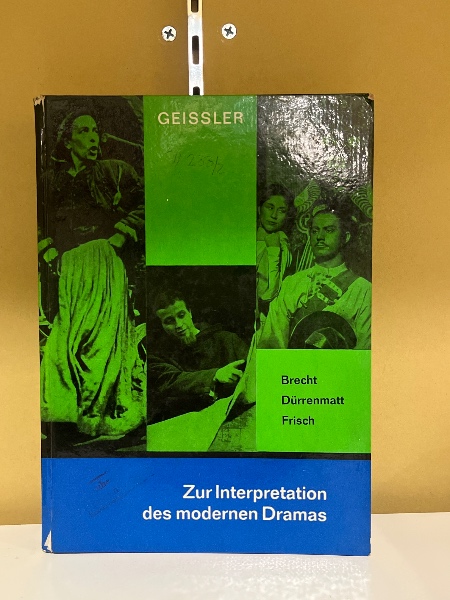 GEISSLER
Brecht
Dürrenmatt
Frisch
Zur Interpretation
des modernen Dramas